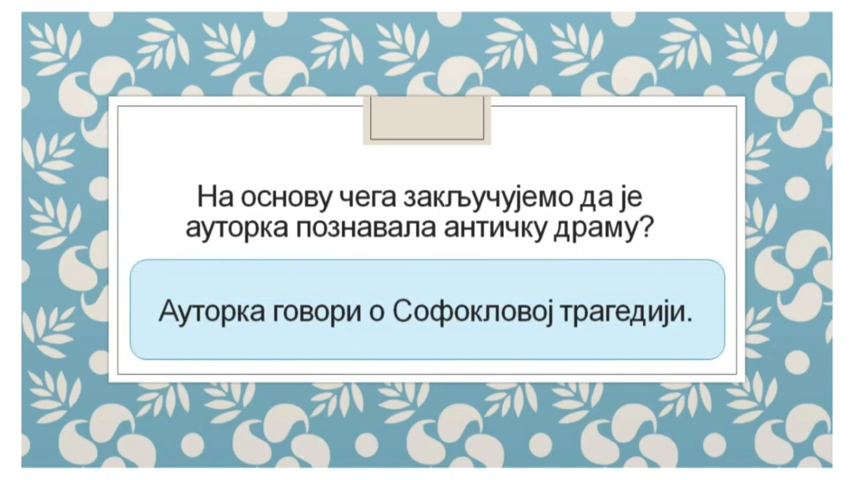 На основу чега закључујемо да је
ауторка познавала античку драму?
Ауторка говори о Софокловој трагедији.